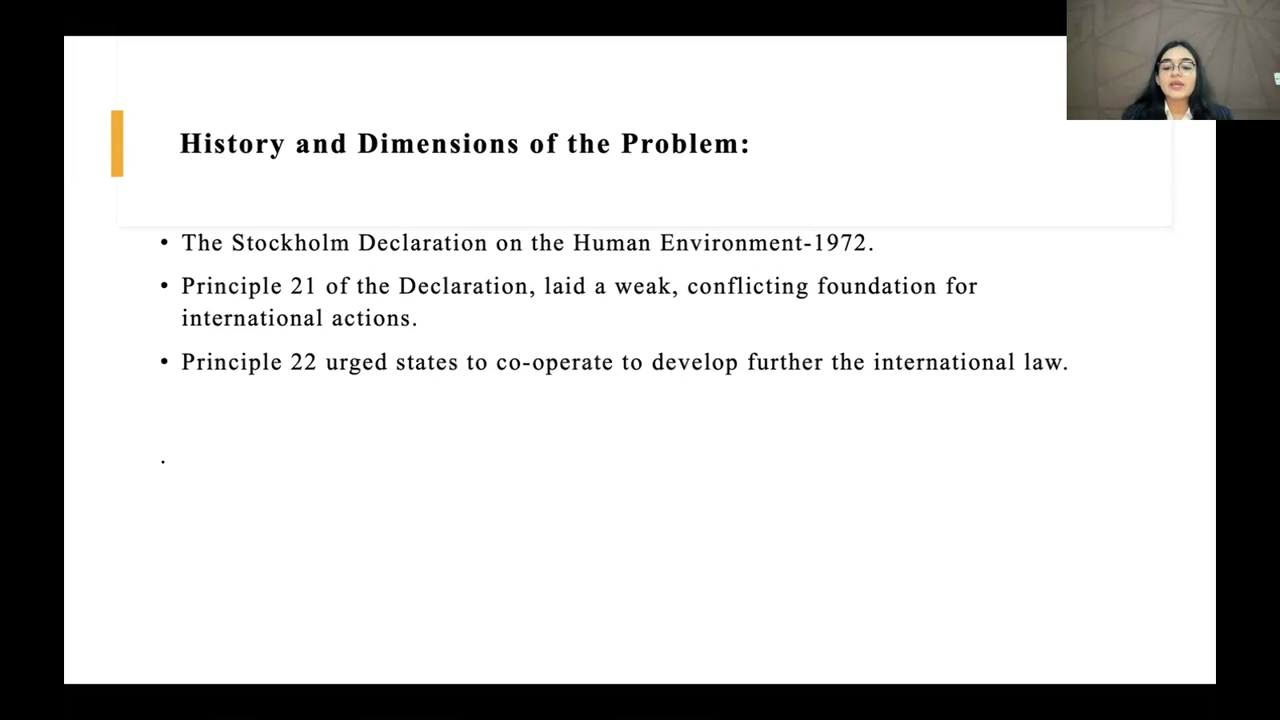 History and Dimensions of the Problem:
• The Stockholm Declaration on the Human Environment-1972.
• Principle 21 of the Declaration, laid a weak, conflicting foundation for
international actions.
• Principle 22 urged states to co-operate to develop further the international law.
.